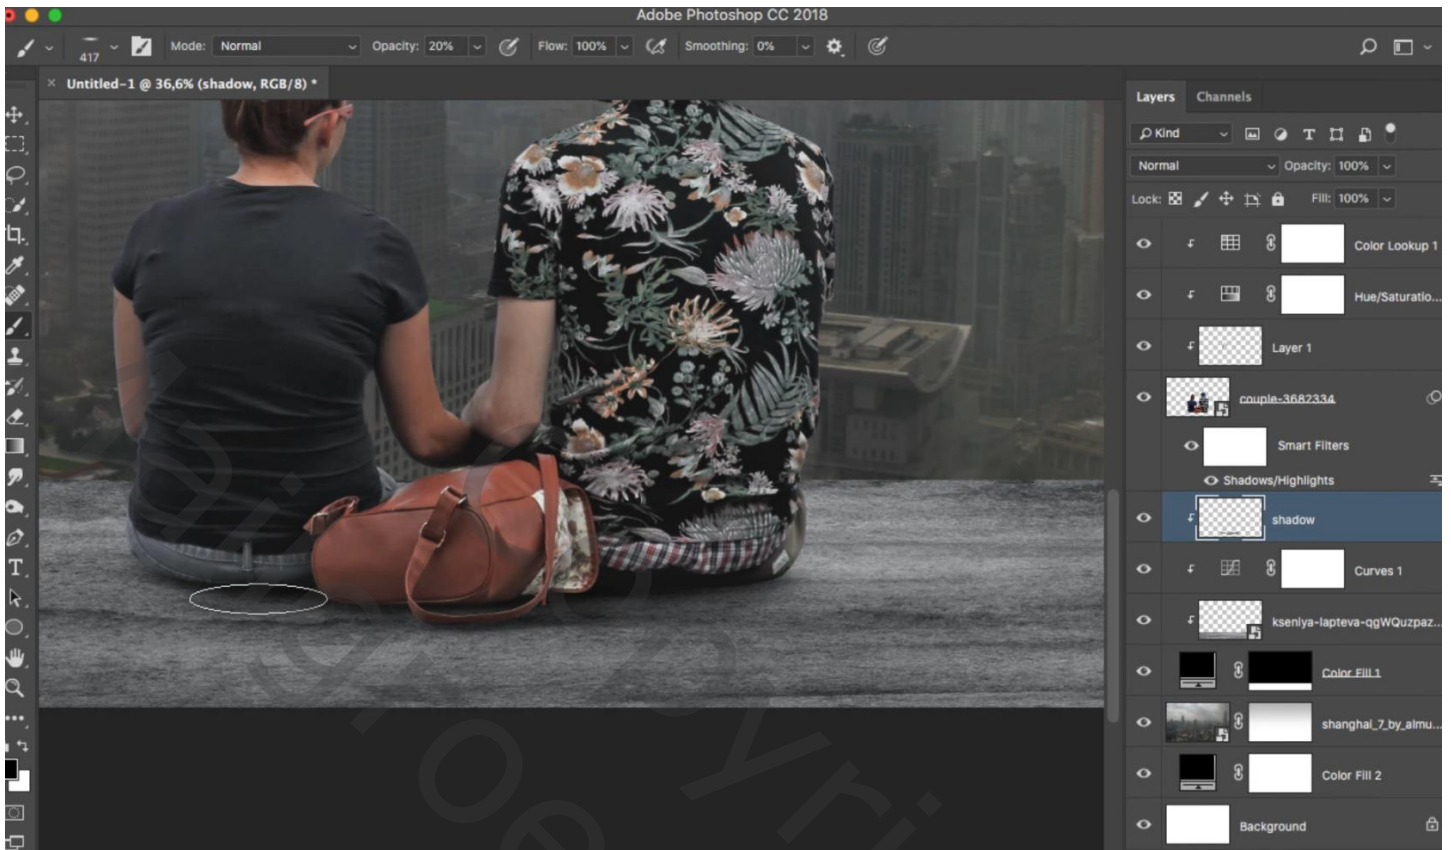 Adobe Photoshop CC 2018
417 Mode: Normal Opacity: 20% Flow: 100% Smoothing: 0%
× Untitled-1 @ 36,6% (shadow, RGB/8) *
Layers Channels
Kind
Normal Opacity: 100%
Lock: Fill: 100%
Color Lookup 1
Hue/Saturatio...
Layer 1
couple-3682334
Smart Filters
Shadows/Highlights
shadow
Curves 1
kseniya-lapteva-qgWQuzpaz...
Color Fill 1
shanghai_7_by_almu...
Color Fill 2
Background